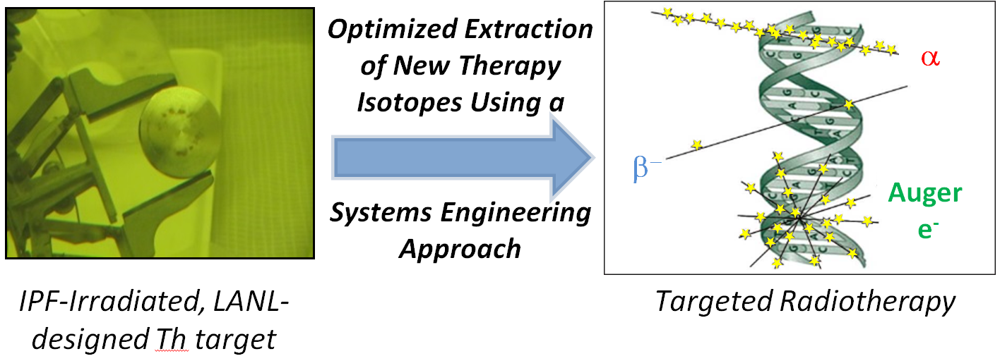 Optimized Extraction
of New Therapy
Isotopes Using a
Systems Engineering
Approach
IPF-Irradiated, LANL-
designed Th target
α
β−
Auger
e-
Targeted Radiotherapy